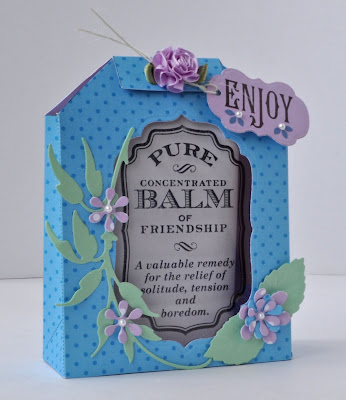 ENJOY
PURE
CONCENTRATED
BALM
OF
FRIENDSHIP
A valuable remedy
for the relief of
solitude, tension
and
boredom.